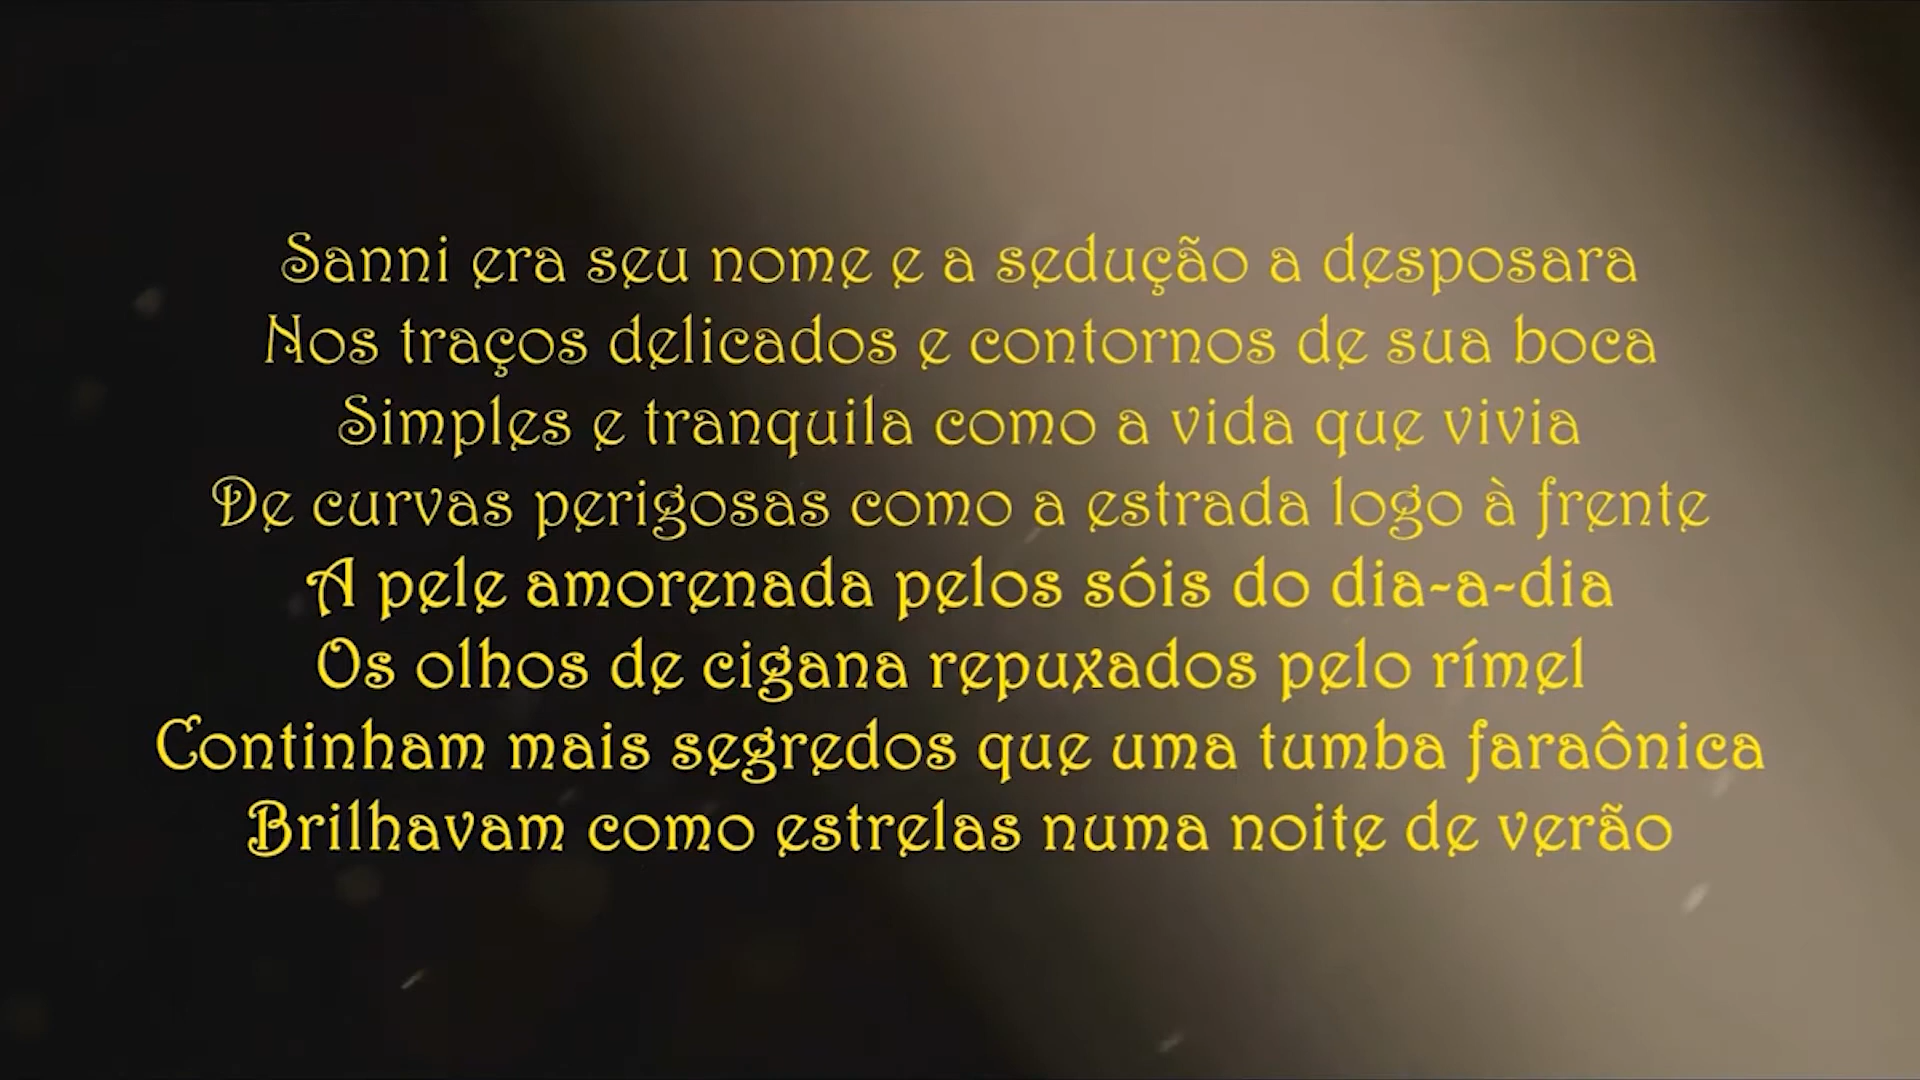 Sanni era seu nome e a sedução a desposara
Nos traços delicados e contornos de sua boca
Simples e tranquila como a vida que vivia
De curvas perigosas como a estrada logo à frente
A pele amorenada pelos sóis do dia-a-dia
Os olhos de cigana repuxados pelo rímel
Continham mais segredos que uma tumba faraônica
Brilhavam como estrelas numa noite de verão